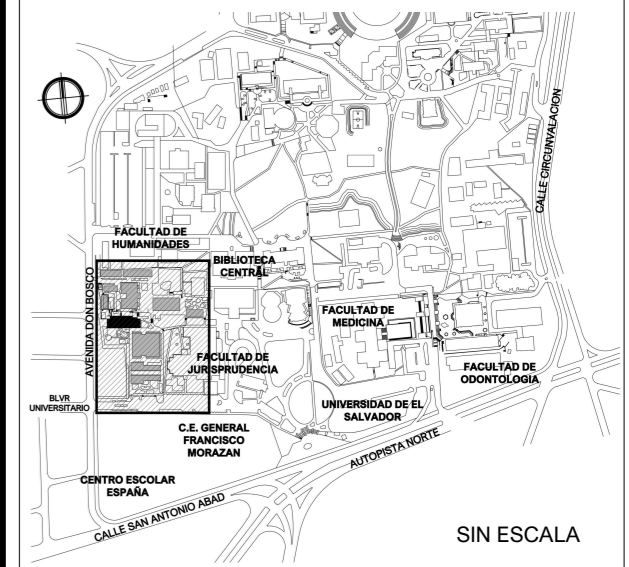 CALLE CIRCUNVALACION
FACULTAD DE
HUMANIDADES
BIBLIOTECA
CENTRAL
AVENIDA DON BOSCO
FACULTAD DE
MEDICINA
FACULTAD DE
JURISPRUDENCIA
FACULTAD DE
ODONTOLOGÍA
BLVR
UNIVERSITARIO
UNIVERSIDAD DE EL
SALVADOR
C.E. GENERAL
FRANCISCO
MORAZAN
AUTOPISTA NORTE
CENTRO ESCOLAR
ESPAÑA
CALLE SAN ANTONIO ABAD
SIN ESCALA